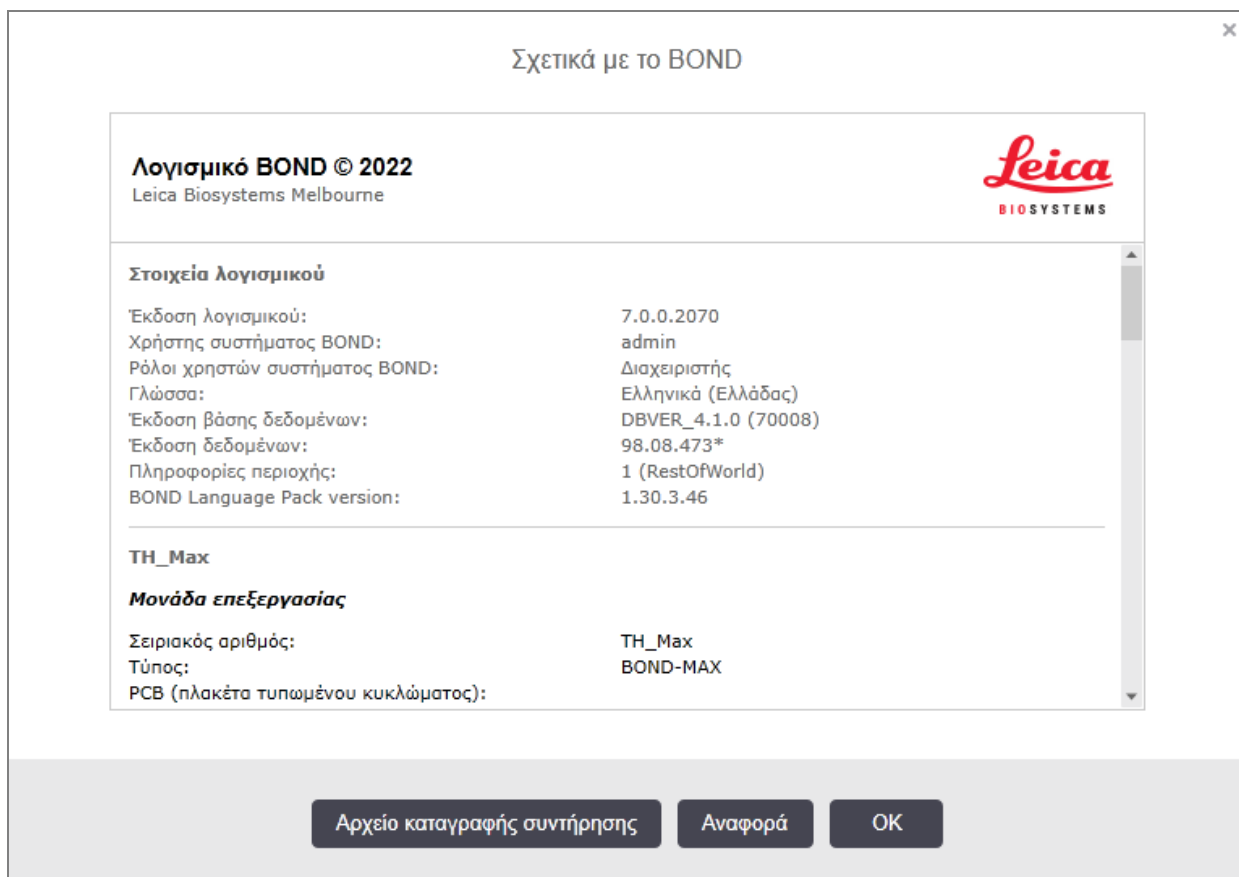 Σχετικά με το BOND
Λογισμικό BOND © 2022
Leica Biosystems Melbourne
Leica
BIOSYSTEMS
Στοιχεία λογισμικού
Έκδοση λογισμικού: 7.0.0.2070
Χρήστης συστήματος BOND: admin
Ρόλοι χρηστών συστήματος BOND: Διαχειριστής
Γλώσσα: Ελληνικά (Ελλάδας)
Έκδοση βάσης δεδομένων: DBVER_4.1.0 (70008)
Έκδοση δεδομένων: 98.08.473*
Πληροφορίες περιοχής: 1 (RestOfWorld)
BOND Language Pack version: 1.30.3.46
TH_Max
Μονάδα επεξεργασίας
Σειριακός αριθμός: TH_Max
Τύπος: BOND-MAX
PCB (πλακέτα τυπωμένου κυκλώματος):
Αρχείο καταγραφής συντήρησης Αναφορά OK